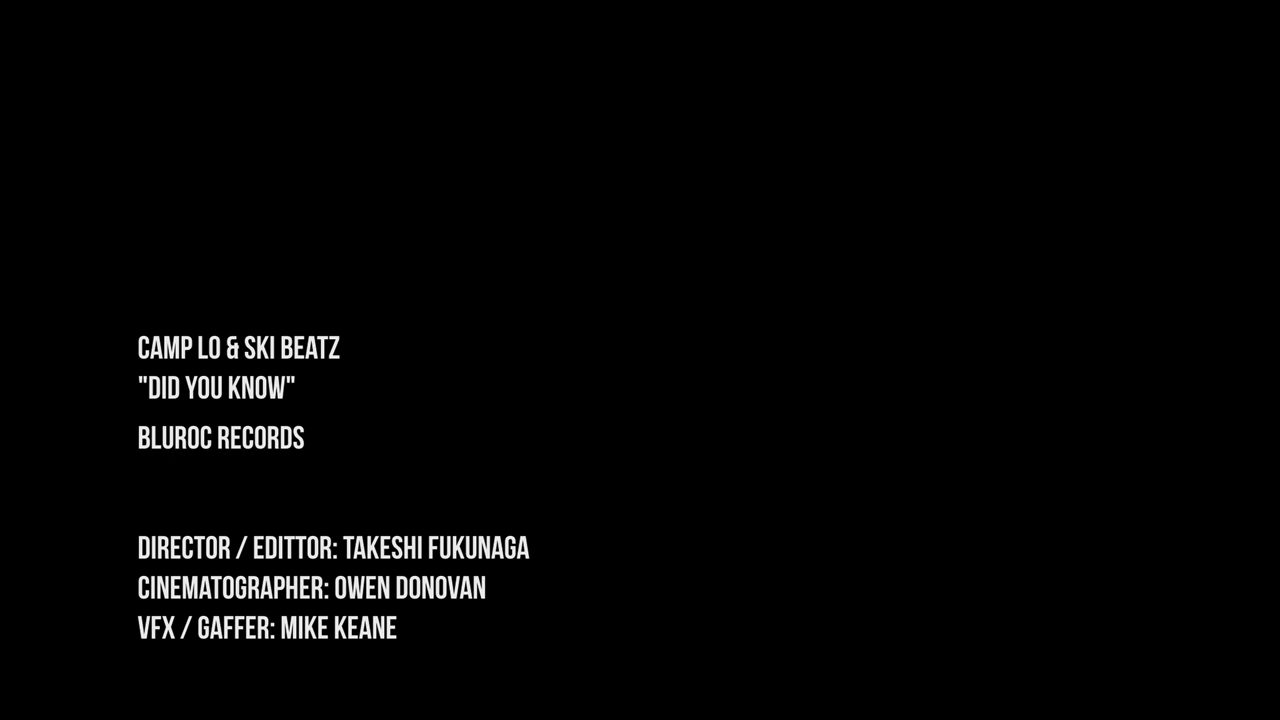 CAMP LO & SKI BEATZ
"DID YOU KNOW"
BLUROC RECORDS
DIRECTOR / EDITTOR: TAKESHI FUKUNAGA
CINEMATOGRAPHER: OWEN DONOVAN
VFX / GAFFER: MIKE KEANE